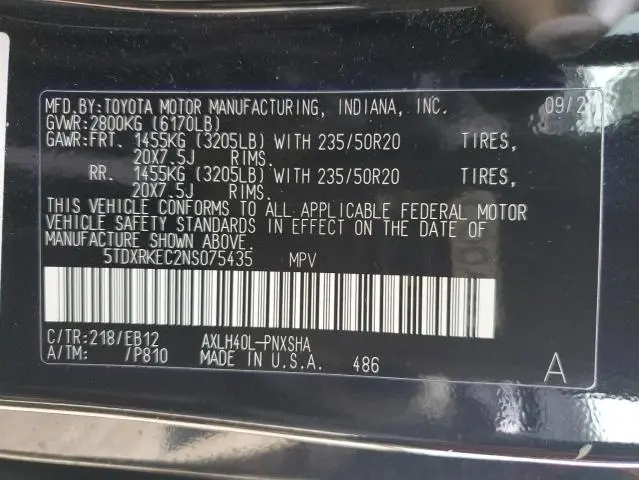 MFD.BY:TOYOTA MOTOR MANUFACTURING, INDIANA, INC. 09/2
GVWR:2800KG (6170LB)
GAWR:FRT. 1455KG (3205LB) WITH 235/50R20 TIRES,
20X7.5J RIMS.
RR. 1455KG (3205LB) WITH 235/50R20 TIRES,
20X7.5J RIMS.
THIS VEHICLE CONFORMS TO ALL APPLICABLE FEDERAL MOTOR
VEHICLE SAFETY STANDARDS IN EFFECT ON THE DATE OF
MANUFACTURE SHOWN ABOVE.
5TDXRKEC2NS075435 MPV
C/TR:218/EB12 AXLH40L-PNXSHA
A/TM: /P810 MADE IN U.S.A. 486 A